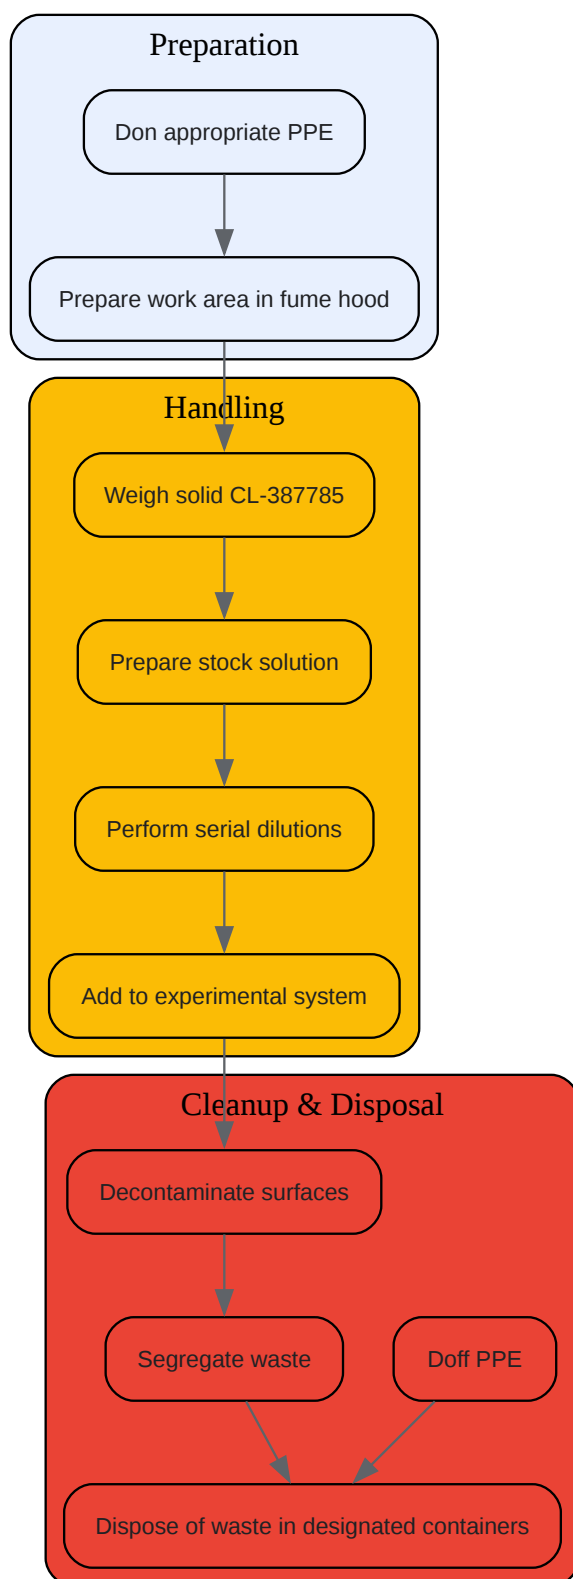 Preparation
Don appropriate PPE
Prepare work area in fume hood
Handling
Weigh solid CL-387785
Prepare stock solution
Perform serial dilutions
Add to experimental system
Cleanup & Disposal
Decontaminate surfaces
Segregate waste
Doff PPE
Dispose of waste in designated containers